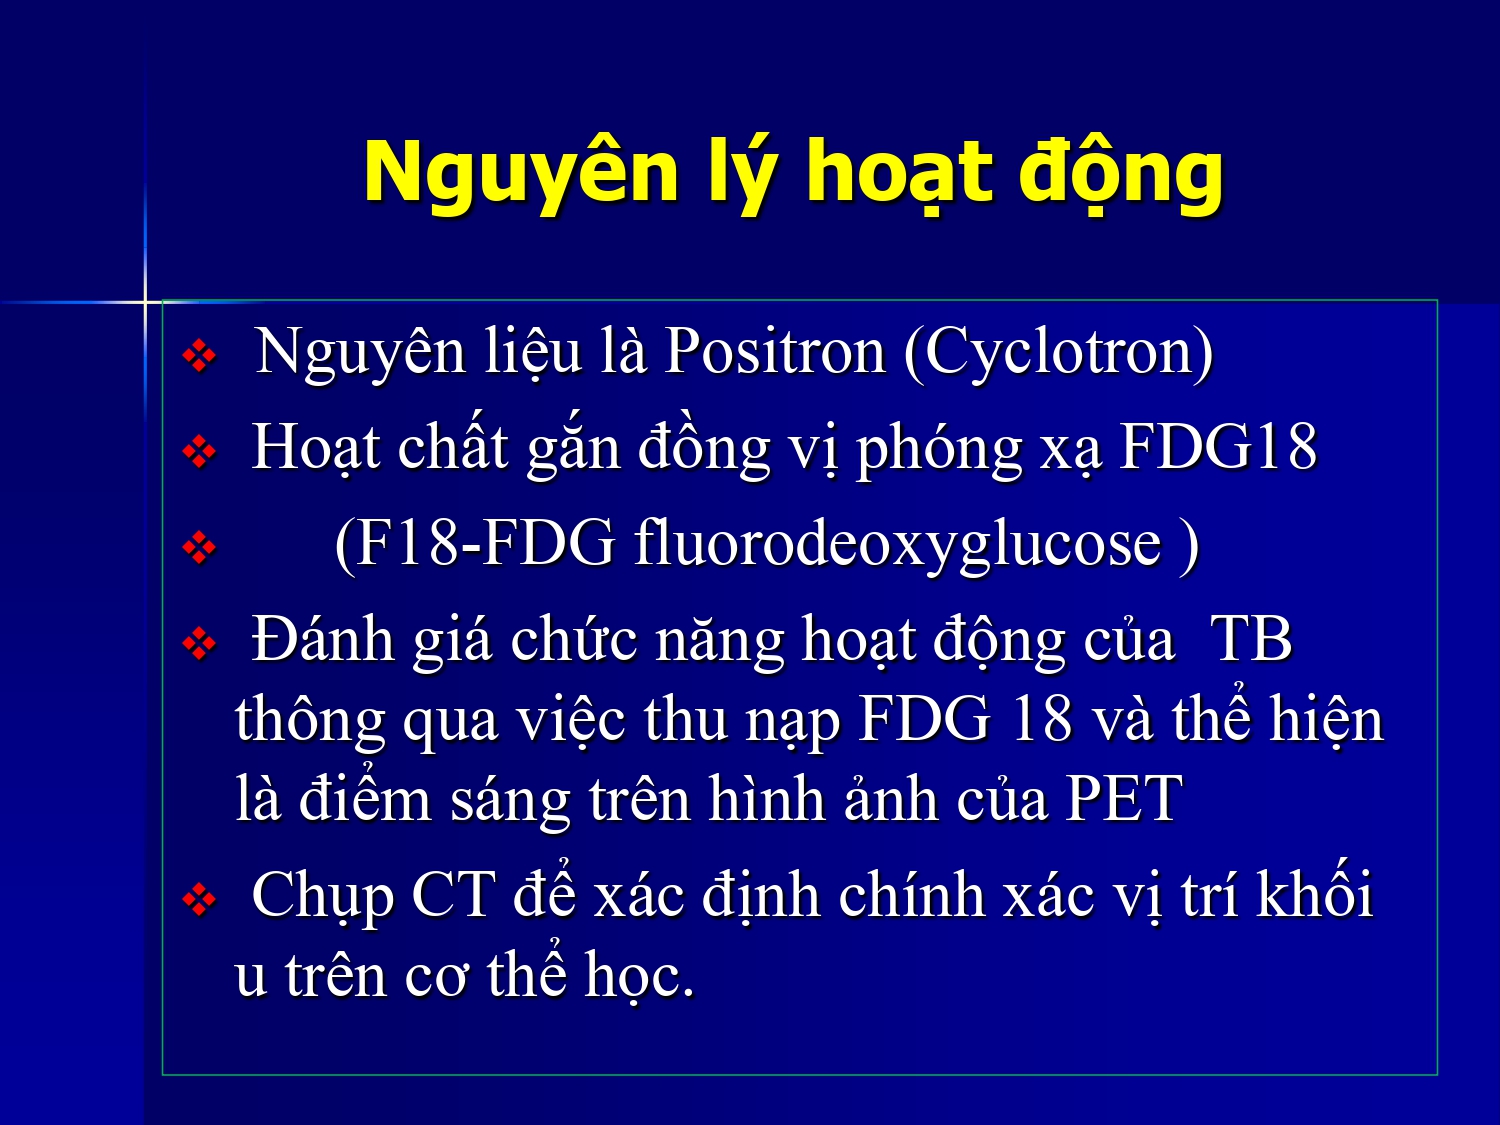 Nguyên lý hoạt động
Nguyên liệu là Positron (Cyclotron)
Hoạt chất gắn đồng vị phóng xạ FDG18
(F18-FDG fluorodeoxyglucose )
Đánh giá chức năng hoạt động của  TB
thông qua việc thu nạp FDG 18 và thể hiện
là điểm sáng trên hình ảnh của PET
Chụp CT để xác định chính xác vị trí khối
u trên cơ thể học.